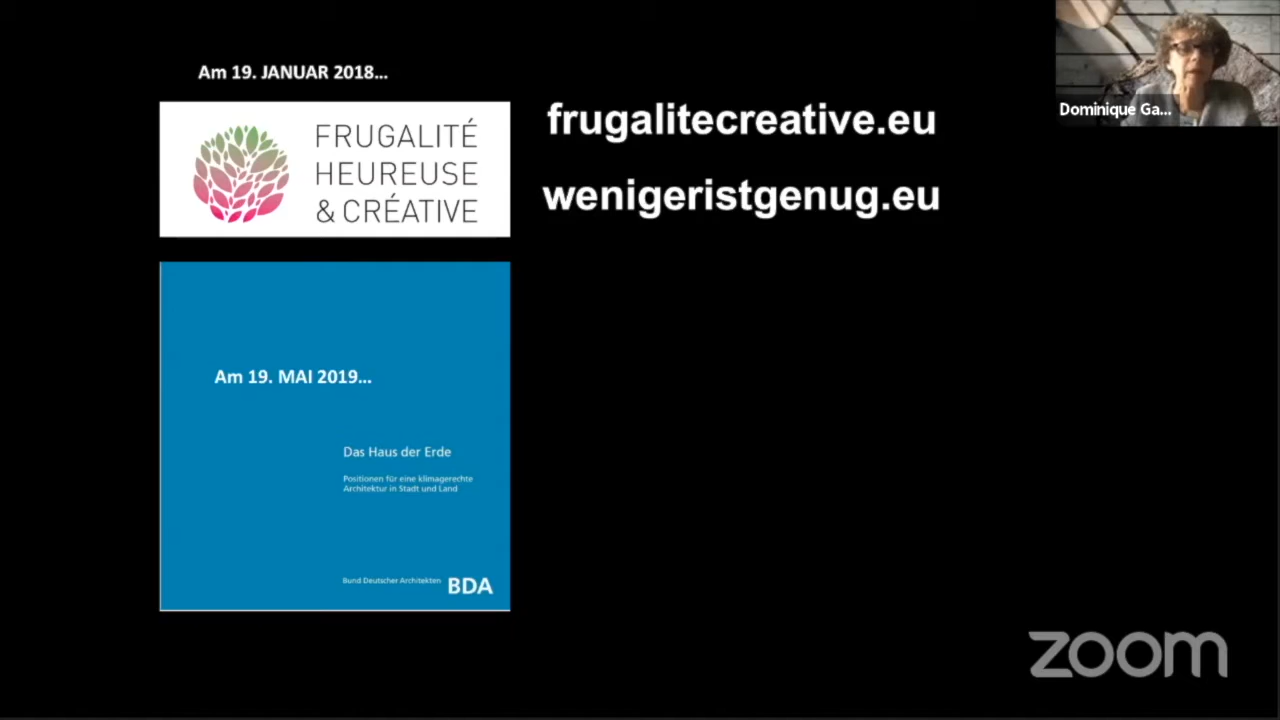 Am 19. JANUAR 2018...
FRUGALITÉ
HEUREUSE
& CRÉATIVE
frugalitecreative.eu
wenigeristgenug.eu
Dominique Ga...
Am 19. MAI 2019...
Das Haus der Erde
Positionen für eine klimagerechte
Architektur in Stadt und Land
Bund Deutscher Architekten BDA
zoom